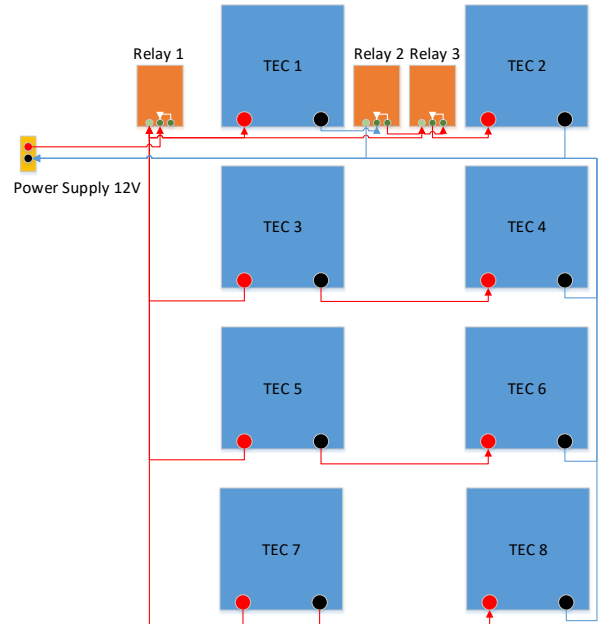 Relay 1
TEC 1
Relay 2
Relay 3
TEC 2
Power Supply 12V
TEC 3
TEC 4
TEC 5
TEC 6
TEC 7
TEC 8